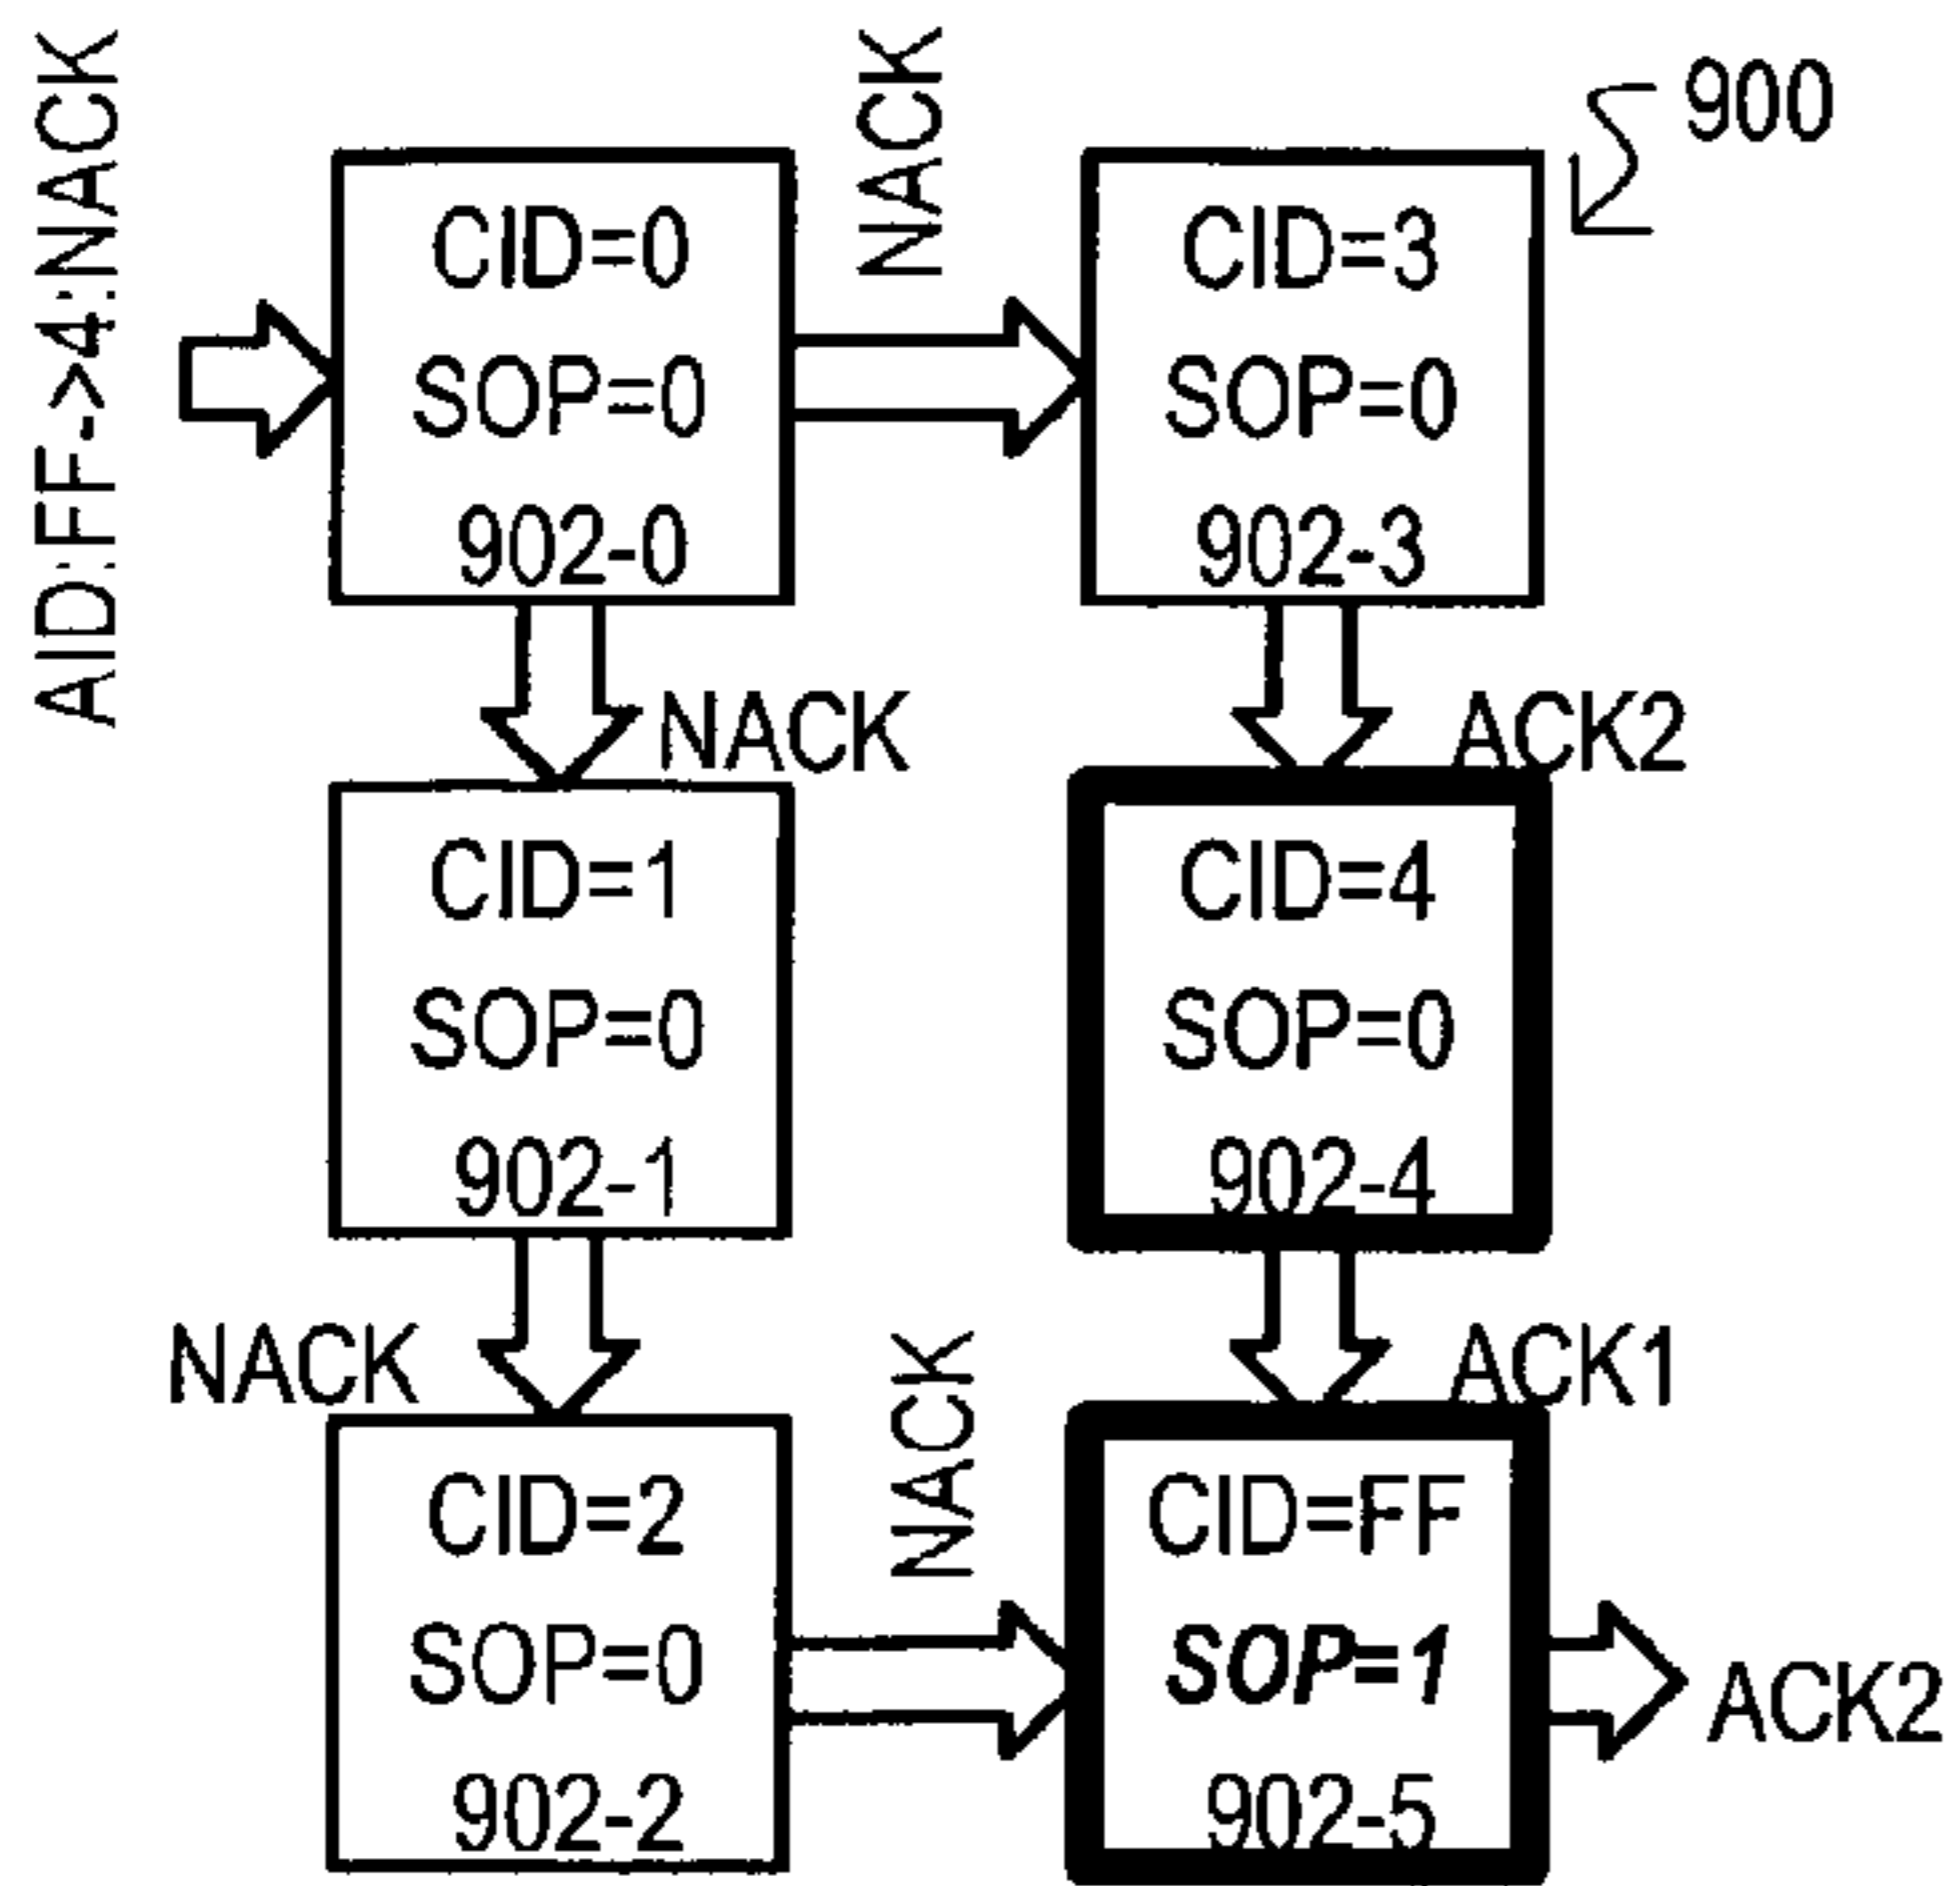 AID:FF->4:NACK
NACK
900
CID=0
SOP=0
902-0
CID=3
SOP=0
902-3
NACK
ACK2
CID=1
SOP=0
902-1
CID=4
SOP=0
902-4
NACK
NACK
ACK1
CID=2
SOP=0
902-2
CID=FF
SOP=1
902-5
ACK2